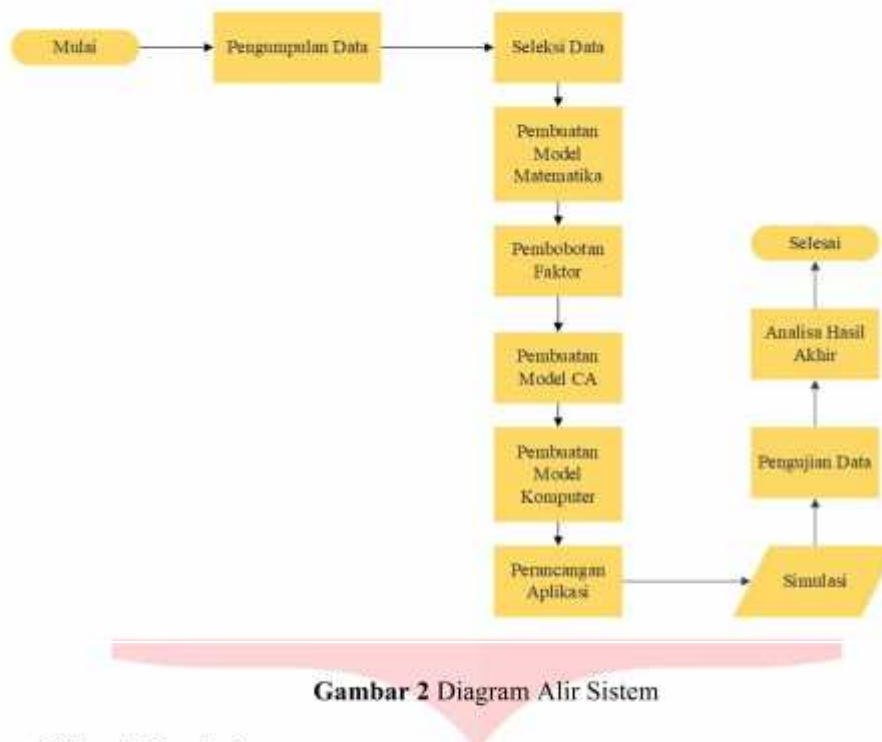 Mulai
Pengumpulan Data
Seleksi Data
Pembuatan
Model
Matematika
Pembobotan
Faktor
Pembuatan
Model CA
Pembuatan
Model
Komputer
Perancangan
Aplikasi
Simulasi
Pengujian Data
Analisa Hasil
Akhir
Selesai
Gambar 2 Diagram Alir Sistem